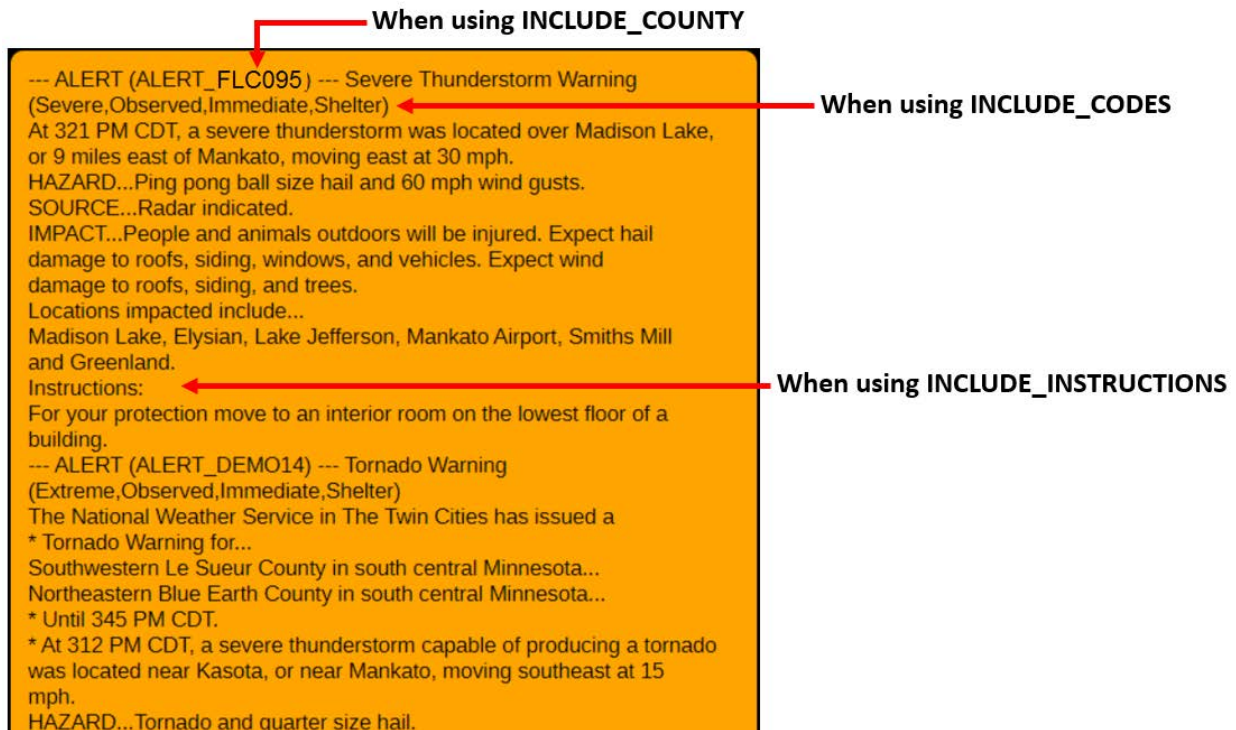 When using INCLUDE_COUNTY
--- ALERT (ALERT_FLC095) --- Severe Thunderstorm Warning
(Severe,Observed,Immediate,Shelter)
When using INCLUDE_CODES
At 321 PM CDT, a severe thunderstorm was located over Madison Lake,
or 9 miles east of Mankato, moving east at 30 mph.
HAZARD...Ping pong ball size hail and 60 mph wind gusts.
SOURCE...Radar indicated.
IMPACT...People and animals outdoors will be injured. Expect hail
damage to roofs, siding, windows, and vehicles. Expect wind
damage to roofs, siding, and trees.
Locations impacted include...
Madison Lake, Elysian, Lake Jefferson, Mankato Airport, Smiths Mill
and Greenland.
Instructions:
When using INCLUDE_INSTRUCTIONS
For your protection move to an interior room on the lowest floor of a
building.
--- ALERT (ALERT_DEMO14) --- Tornado Warning
(Extreme,Observed,Immediate,Shelter)
The National Weather Service in The Twin Cities has issued a
* Tornado Warning for...
Southwestern Le Sueur County in south central Minnesota...
Northeastern Blue Earth County in south central Minnesota...
* Until 345 PM CDT.
* At 312 PM CDT, a severe thunderstorm capable of producing a tornado
was located near Kasota, or near Mankato, moving southeast at 15
mph.
HAZARD...Tornado and quarter size hail.